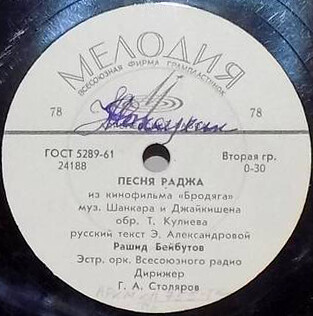 МЕЛОДИЯ
ВСЕСОЮЗНАЯ ФИРМА ГРАМПЛАСТИНОК
78 78
ГОСТ 5289-61
24188
Вторая гр.
0-30
ПЕСНЯ РАДЖА
из кинофильма «Бродяга»
муз. Шанкара и Джайкишена
обр. Т. Кулиева
русский текст Э. Александровой
Рашид Бейбутов
Эстр. орк. Всесоюзного радио
Дирижер
Г. А. Столяров